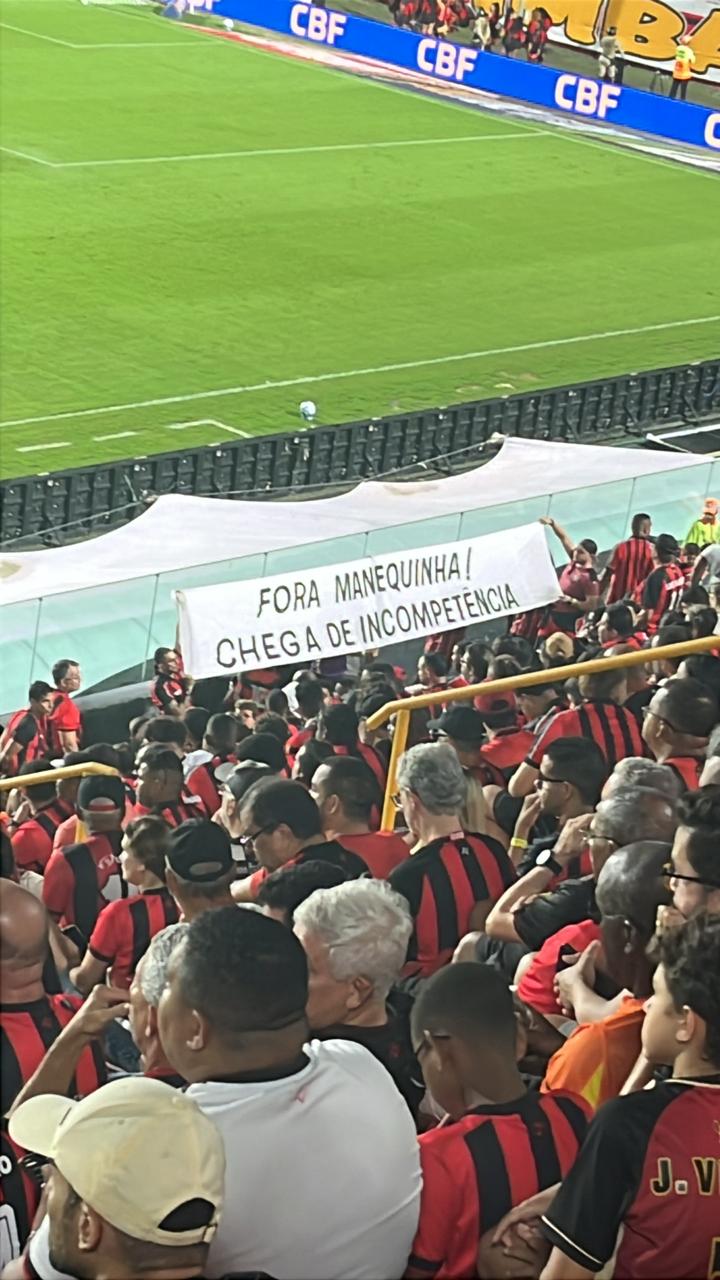 CBF
CBF
CBF
FORA MANEQUINHA!
CHEGA DE INCOMPETÊNCIA
J. V